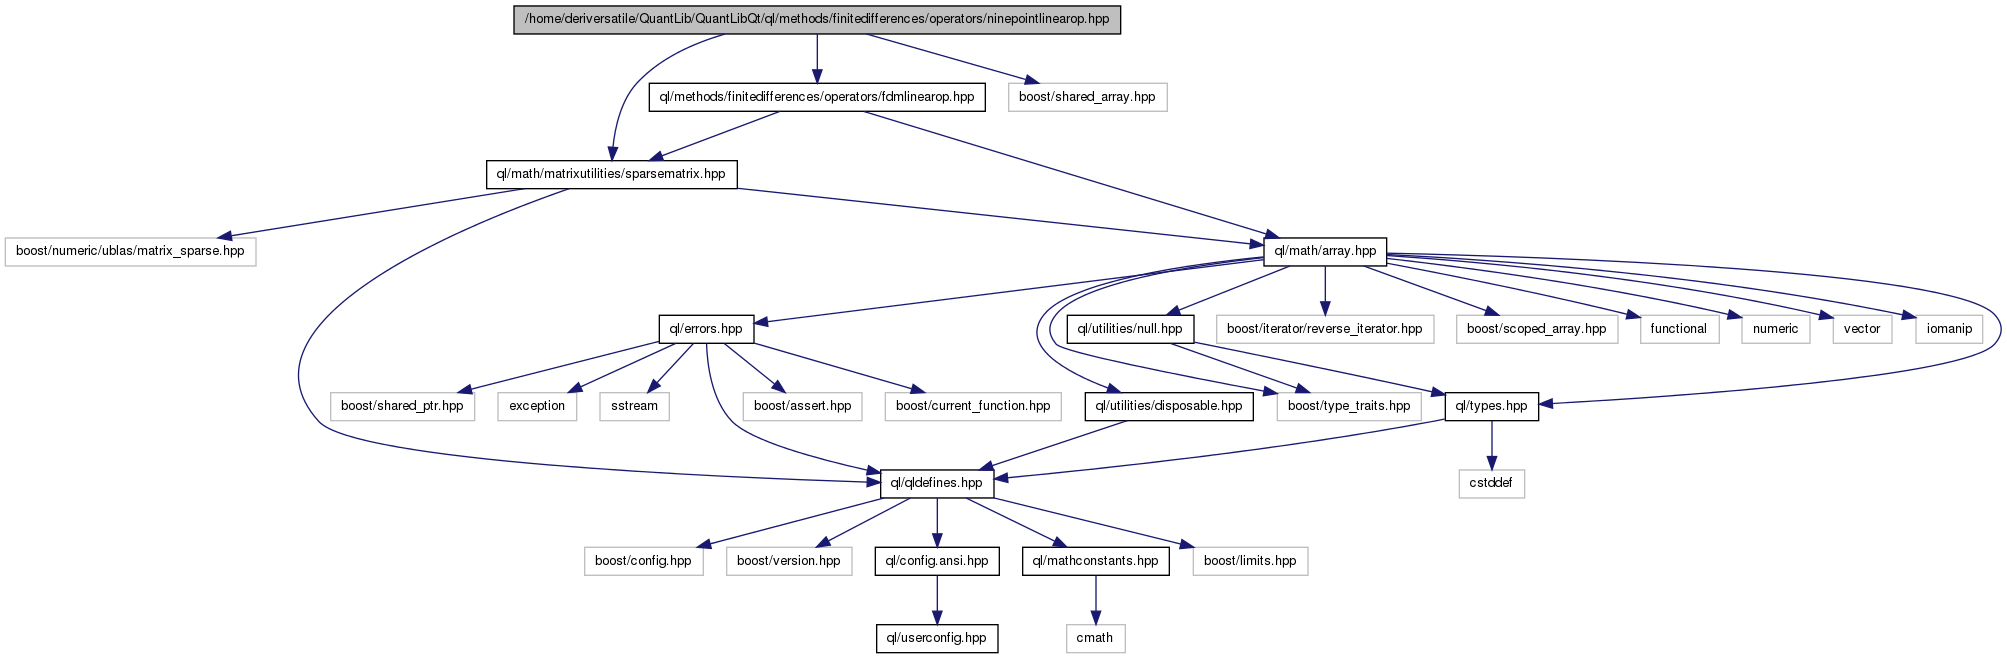 /home/deriversatile/QuantLib/QuantLibQt/ql/methods/finitedifferences/operators/ninepointlinearop.hpp
ql/methods/finitedifferences/operators/fdmlinearop.hpp
boost/shared_array.hpp
ql/math/matrixutilities/sparsematrix.hpp
boost/numeric/ublas/matrix_sparse.hpp
ql/math/array.hpp
ql/errors.hpp
ql/utilities/null.hpp
boost/iterator/reverse_iterator.hpp
boost/scoped_array.hpp
functional
numeric
vector
iomanip
boost/shared_ptr.hpp
exception
sstream
boost/assert.hpp
boost/current_function.hpp
ql/utilities/disposable.hpp
boost/type_traits.hpp
ql/types.hpp
ql/qldefines.hpp
cstddef
boost/config.hpp
boost/version.hpp
ql/config.ansi.hpp
ql/mathconstants.hpp
boost/limits.hpp
ql/userconfig.hpp
cmath